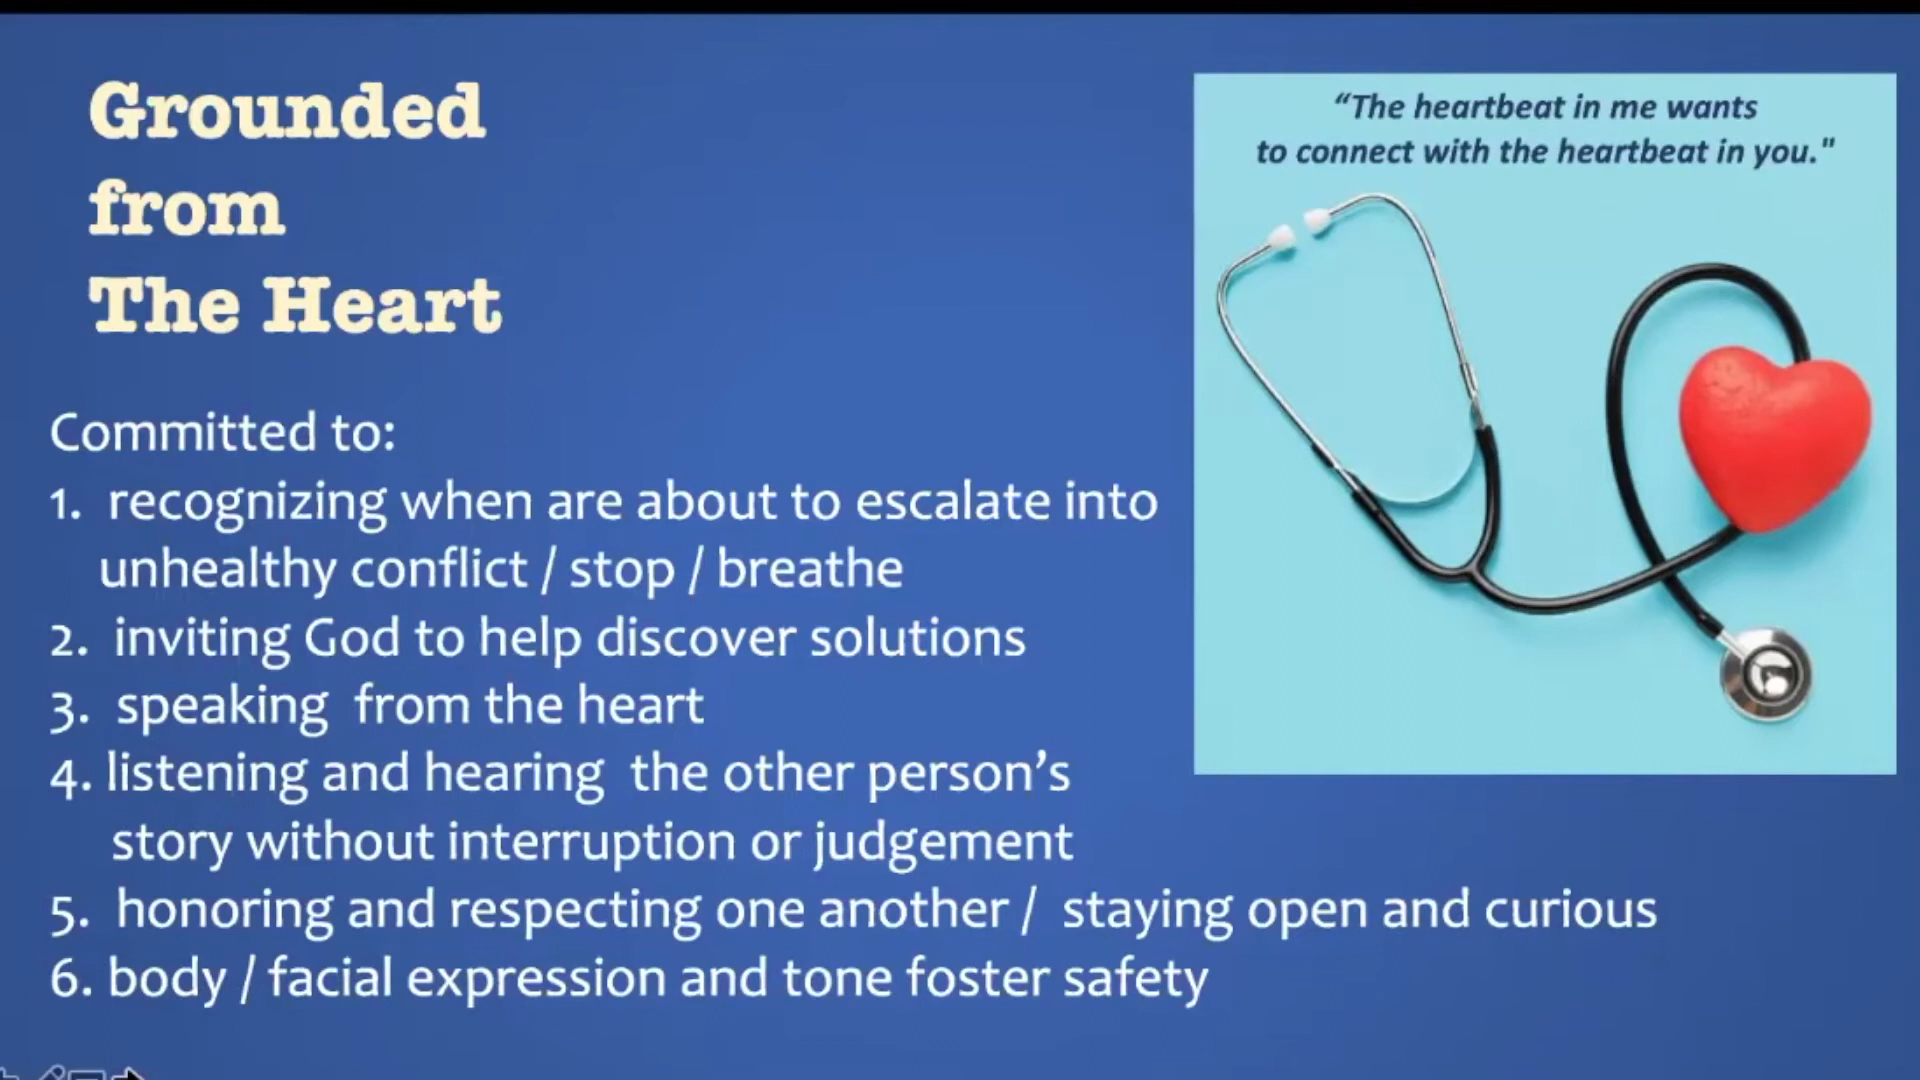 Grounded
from
The Heart
“The heartbeat in me wants
to connect with the heartbeat in you."
Committed to:
1. recognizing when are about to escalate into
unhealthy conflict / stop / breathe
2. inviting God to help discover solutions
3. speaking from the heart
4. listening and hearing the other person’s
story without interruption or judgement
5. honoring and respecting one another / staying open and curious
6. body / facial expression and tone foster safety